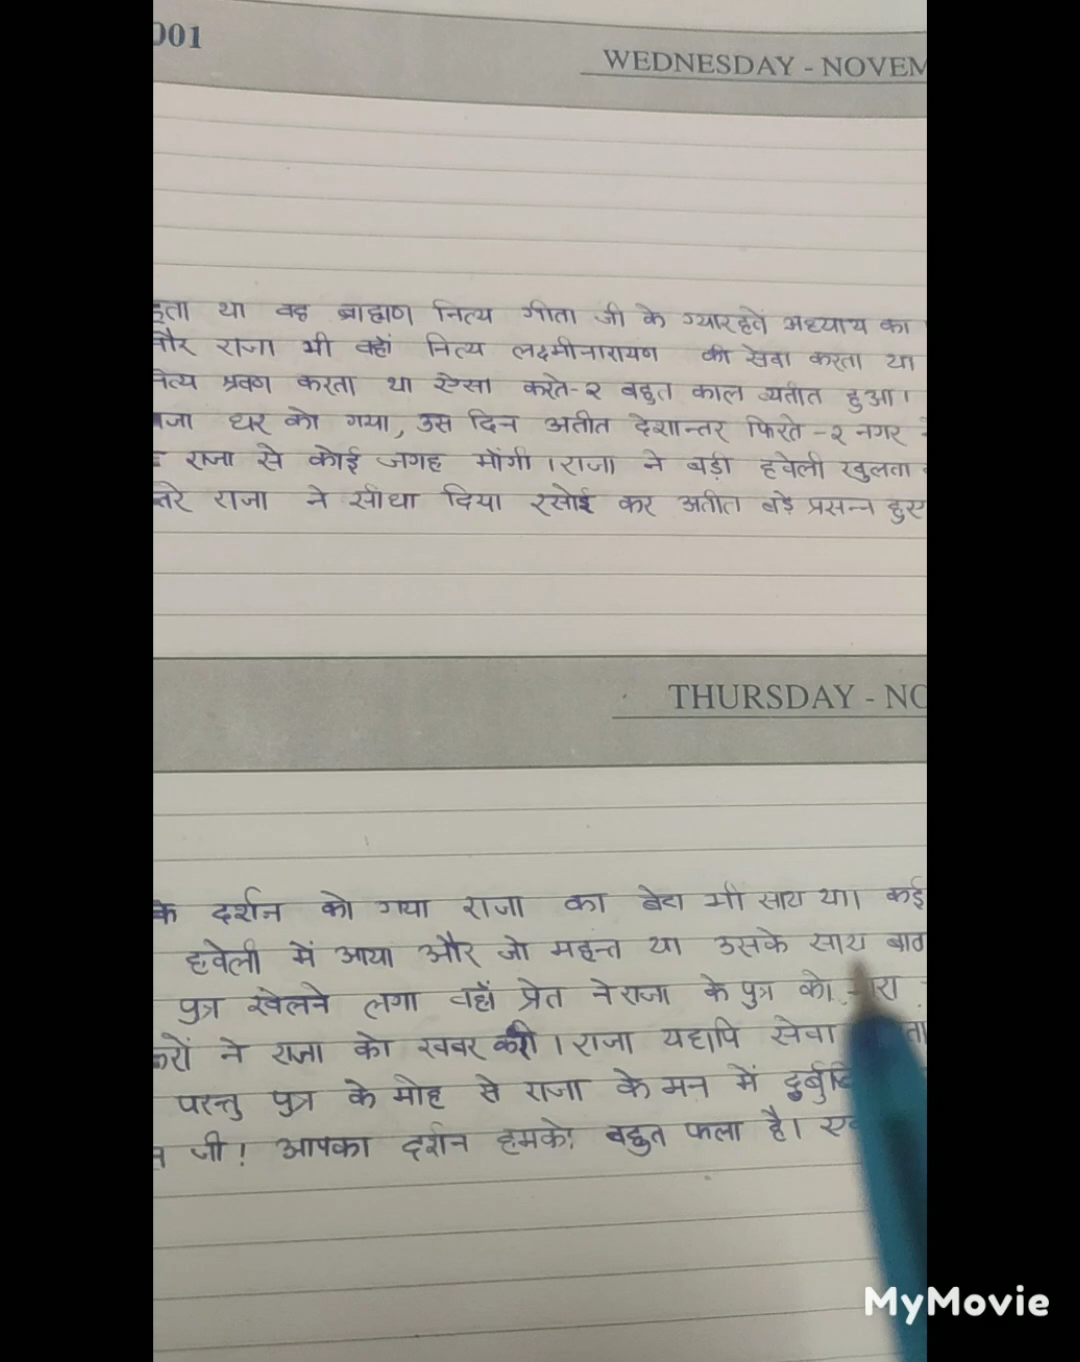 001
WEDNESDAY - NOVEM
हता था वह ब्राह्मण नित्य गीता जी के ग्यारहवें अध्याय का
और राजा भी वहाँ नित्य लक्ष्मीनारायण की सेवा करता था
नित्य श्रवण करता था ऐसा करते-२ बहुत काल व्यतीत हुआ।
घर को गया, उस दिन अतीत देशान्तर फिरते-२ नगर
राजा से कोई जगह माँगी। राजा ने बड़ी हवेली खुलवा
राजा ने सीधा दिया रसोई कर अतीत बड़े प्रसन्न हुए
THURSDAY - NO
के दर्शन को गया राजा का बेटा भी साथ था। कई
हवेली में आया और जो महन्त था उसके साथ बात
पुत्र खेलने लगा वहाँ प्रेत ने राजा के पुत्र को
ने राजा को खबर करी। राजा यद्यपि सेवा
परन्तु पुत्र के मोह से राजा के मन में
जी! आपका दर्शन हमको बहुत फला है।
MyMovie